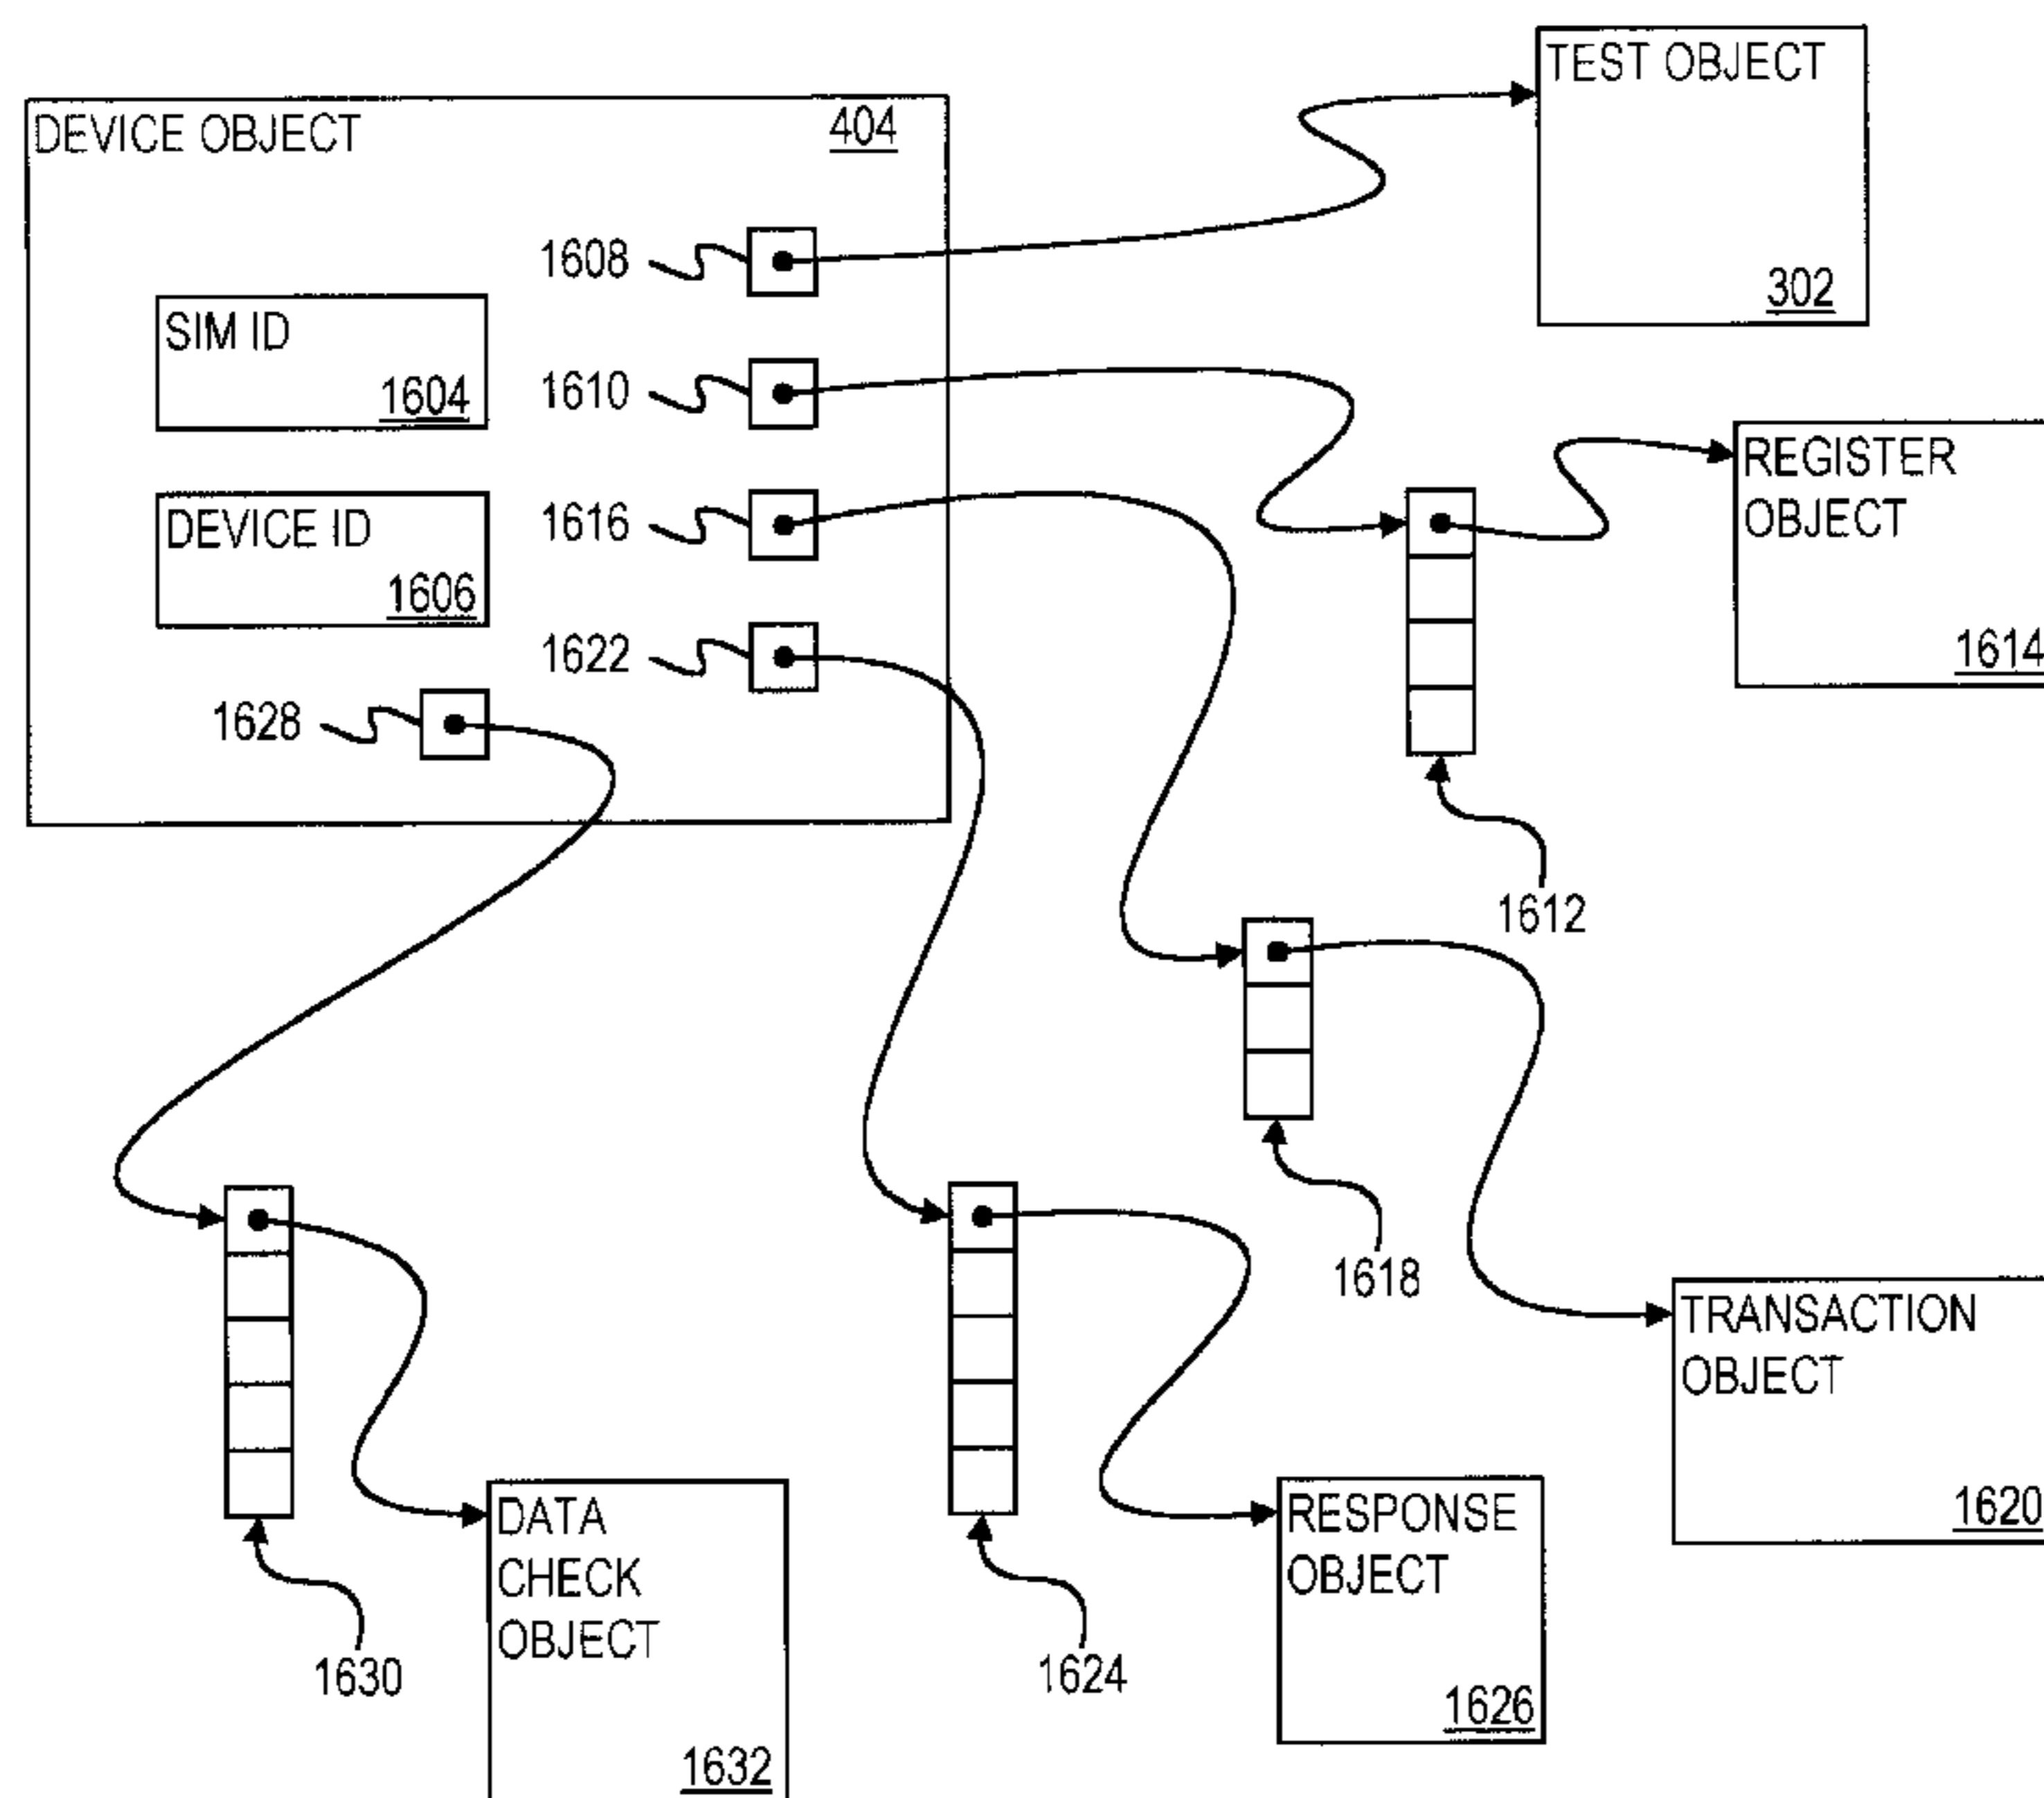 TEST OBJECT
302
DEVICE OBJECT
404
1608
SIM ID
1604
1610
DEVICE ID
1606
1616
1622
1628
REGISTER
OBJECT
1614
1612
1618
TRANSACTION
OBJECT
1620
DATA
CHECK
OBJECT
1632
1630
RESPONSE
OBJECT
1626
1624